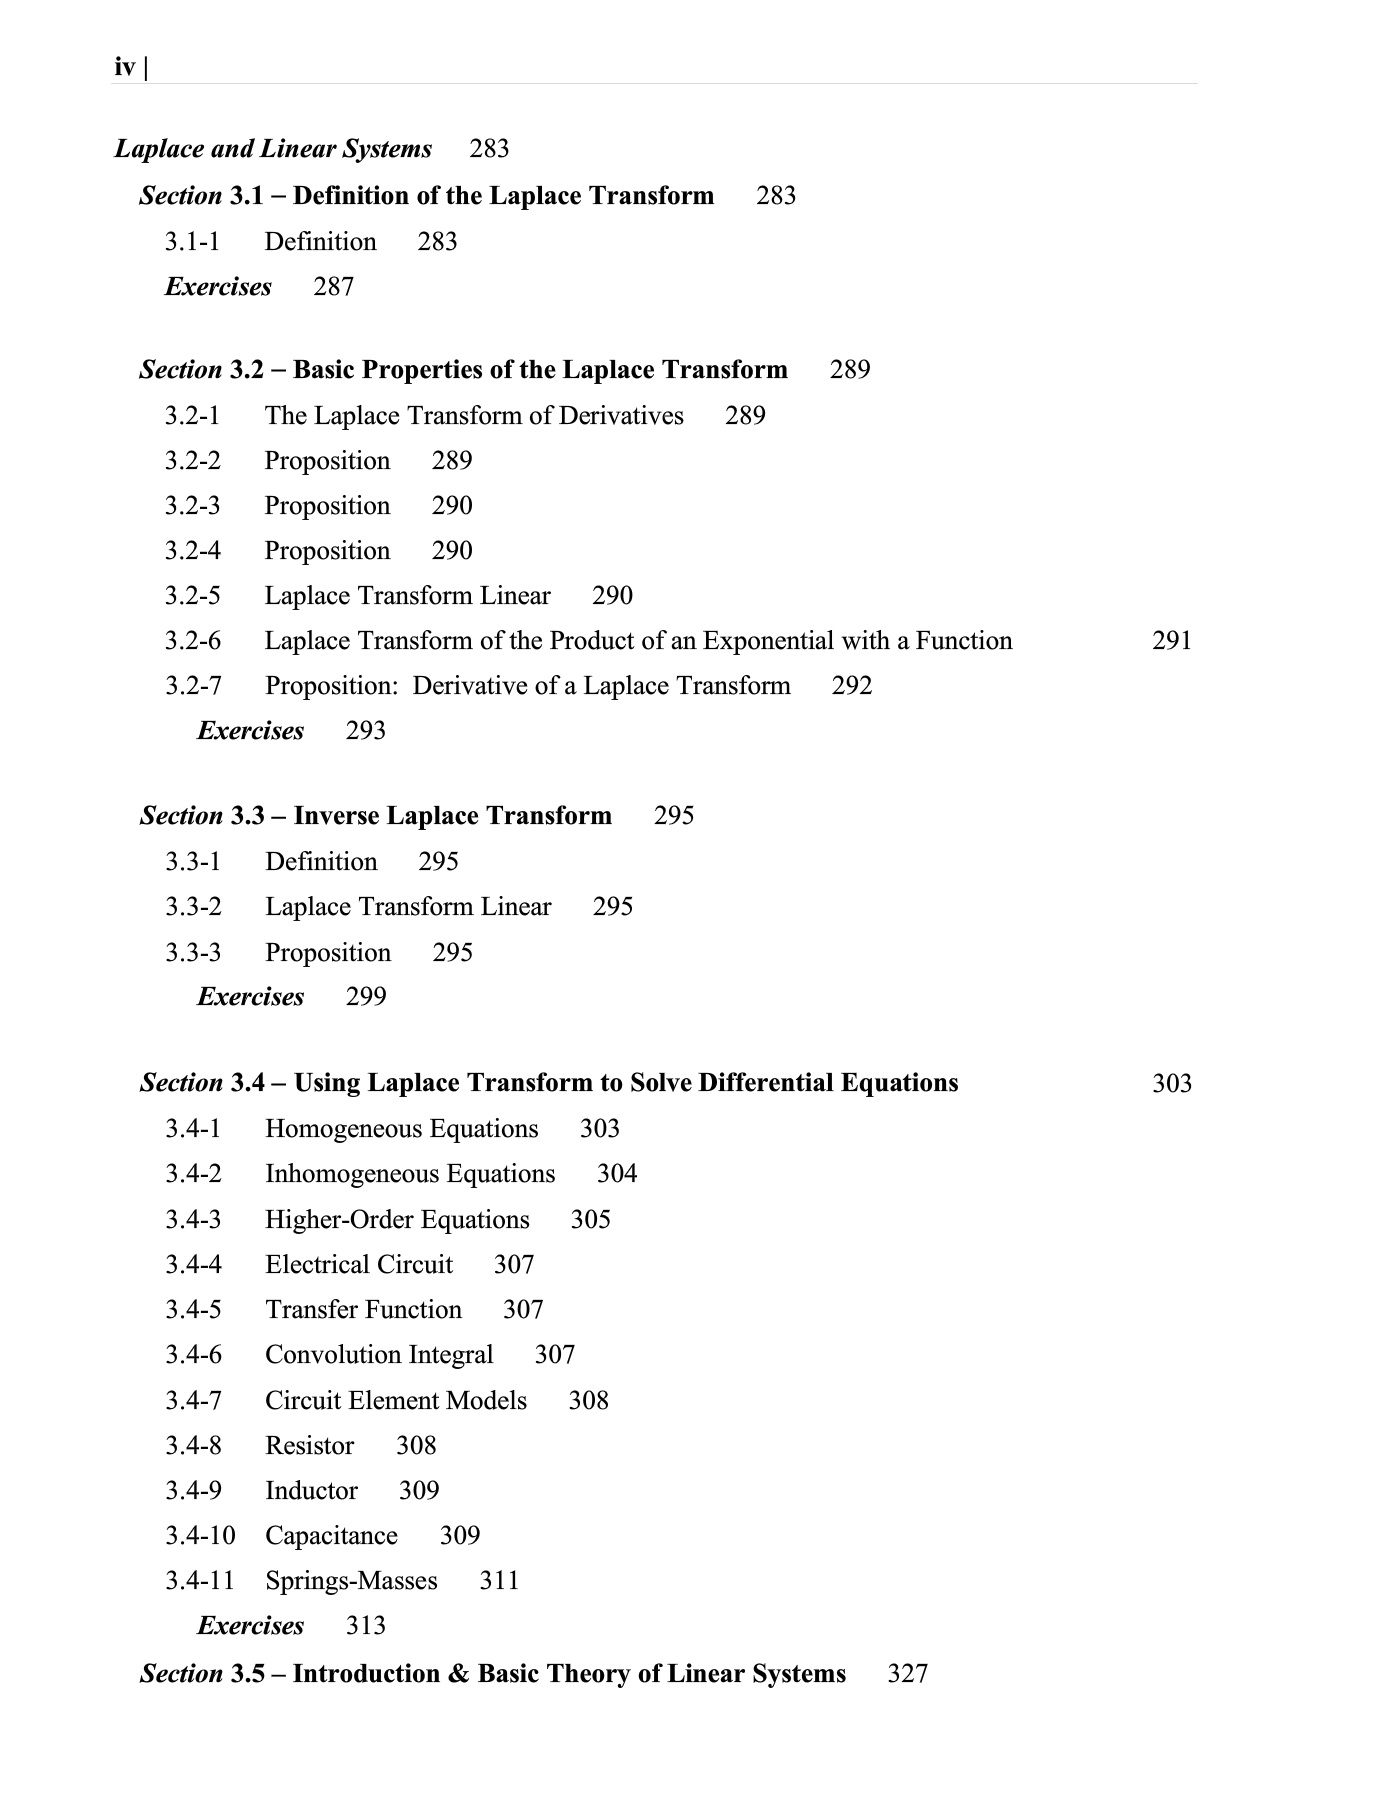 iv |
Laplace and Linear Systems 283
Section 3.1 – Definition of the Laplace Transform 283
3.1-1 Definition 283
Exercises 287
Section 3.2 – Basic Properties of the Laplace Transform 289
3.2-1 The Laplace Transform of Derivatives 289
3.2-2 Proposition 289
3.2-3 Proposition 290
3.2-4 Proposition 290
3.2-5 Laplace Transform Linear 290
3.2-6 Laplace Transform of the Product of an Exponential with a Function 291
3.2-7 Proposition: Derivative of a Laplace Transform 292
Exercises 293
Section 3.3 – Inverse Laplace Transform 295
3.3-1 Definition 295
3.3-2 Laplace Transform Linear 295
3.3-3 Proposition 295
Exercises 299
Section 3.4 – Using Laplace Transform to Solve Differential Equations 303
3.4-1 Homogeneous Equations 303
3.4-2 Inhomogeneous Equations 304
3.4-3 Higher-Order Equations 305
3.4-4 Electrical Circuit 307
3.4-5 Transfer Function 307
3.4-6 Convolution Integral 307
3.4-7 Circuit Element Models 308
3.4-8 Resistor 308
3.4-9 Inductor 309
3.4-10 Capacitance 309
3.4-11 Springs-Masses 311
Exercises 313
Section 3.5 – Introduction & Basic Theory of Linear Systems 327